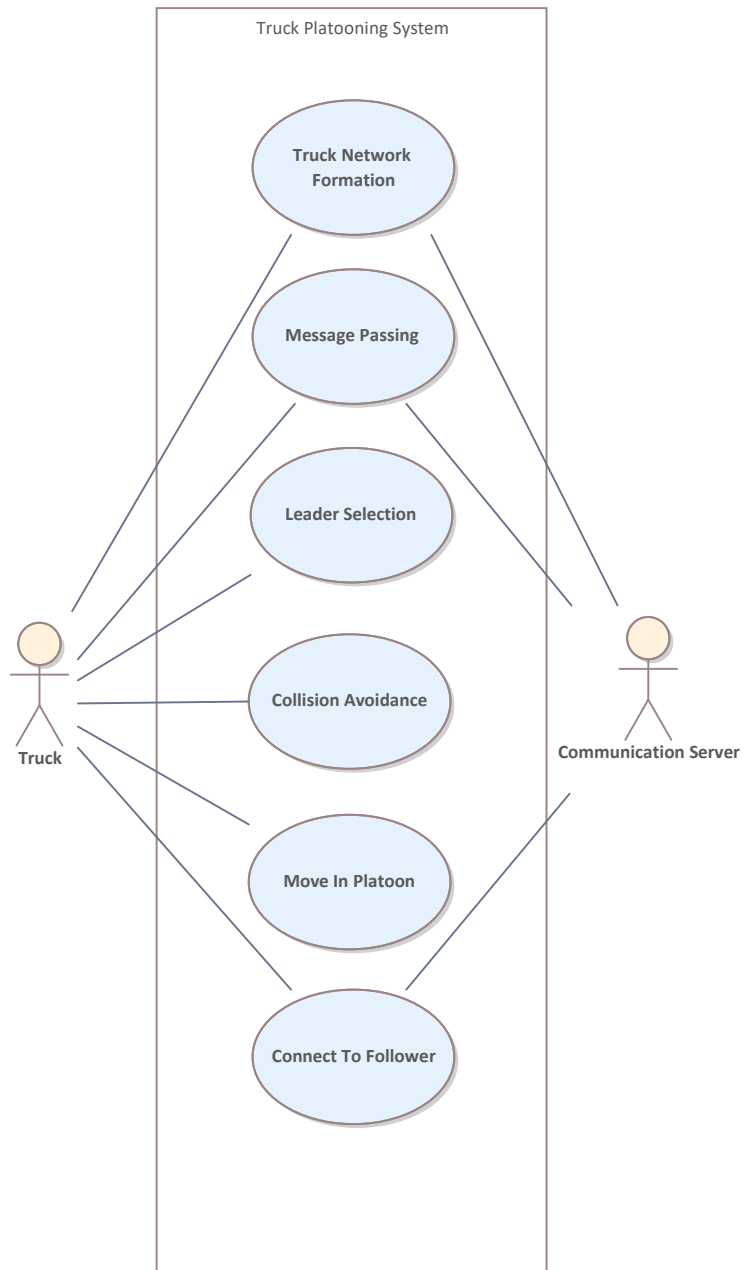 Truck Platooning System
Truck Network
Formation
Message Passing
Leader Selection
Collision Avoidance
Truck
Communication Server
Move In Platoon
Connect To Follower